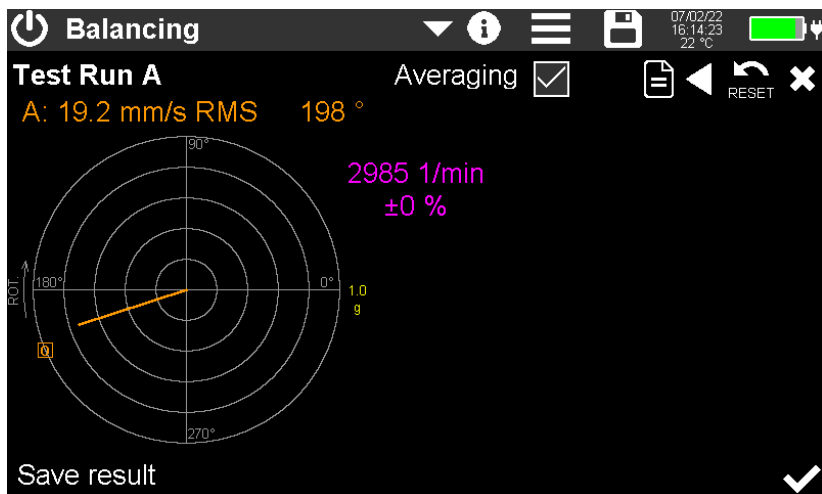 Balancing
07/02/22
16:14:23
22 °C
Test Run A
Averaging
RESET
A: 19.2 mm/s RMS 198 °
2985 1/min
±0 %
90°
180°
0°
270°
ROT.
1.0
g
0
Save result